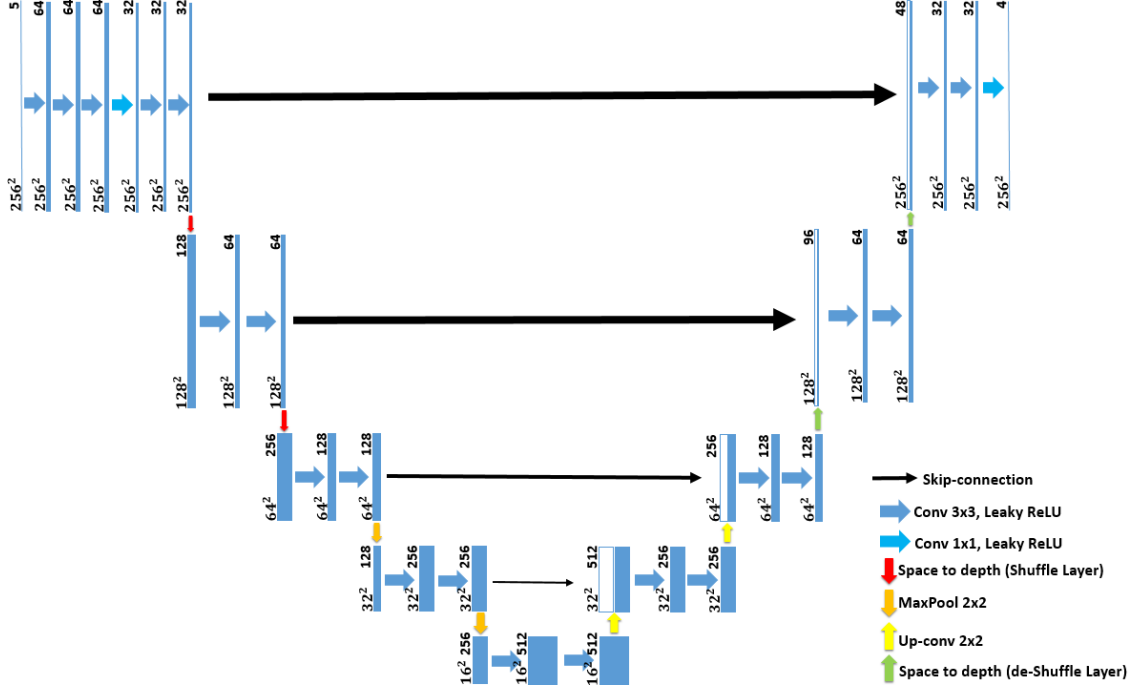 5 64 64 64 32 32 32
48 32 32 4
256² 256² 256² 256² 256² 256² 256²
256² 256² 256² 256²
128 64 64
96 64 64
128² 128² 128²
128² 128² 128²
256 128 128
256 128 128
64² 64² 64²
64² 64² 64²
128 256 256
512 256 256
32² 32² 32²
32² 32² 32²
256 512 512
16² 16² 16²
Skip-connection
Conv 3x3, Leaky ReLU
Conv 1x1, Leaky ReLU
Space to depth (Shuffle Layer)
MaxPool 2x2
Up-conv 2x2
Space to depth (de-Shuffle Layer)